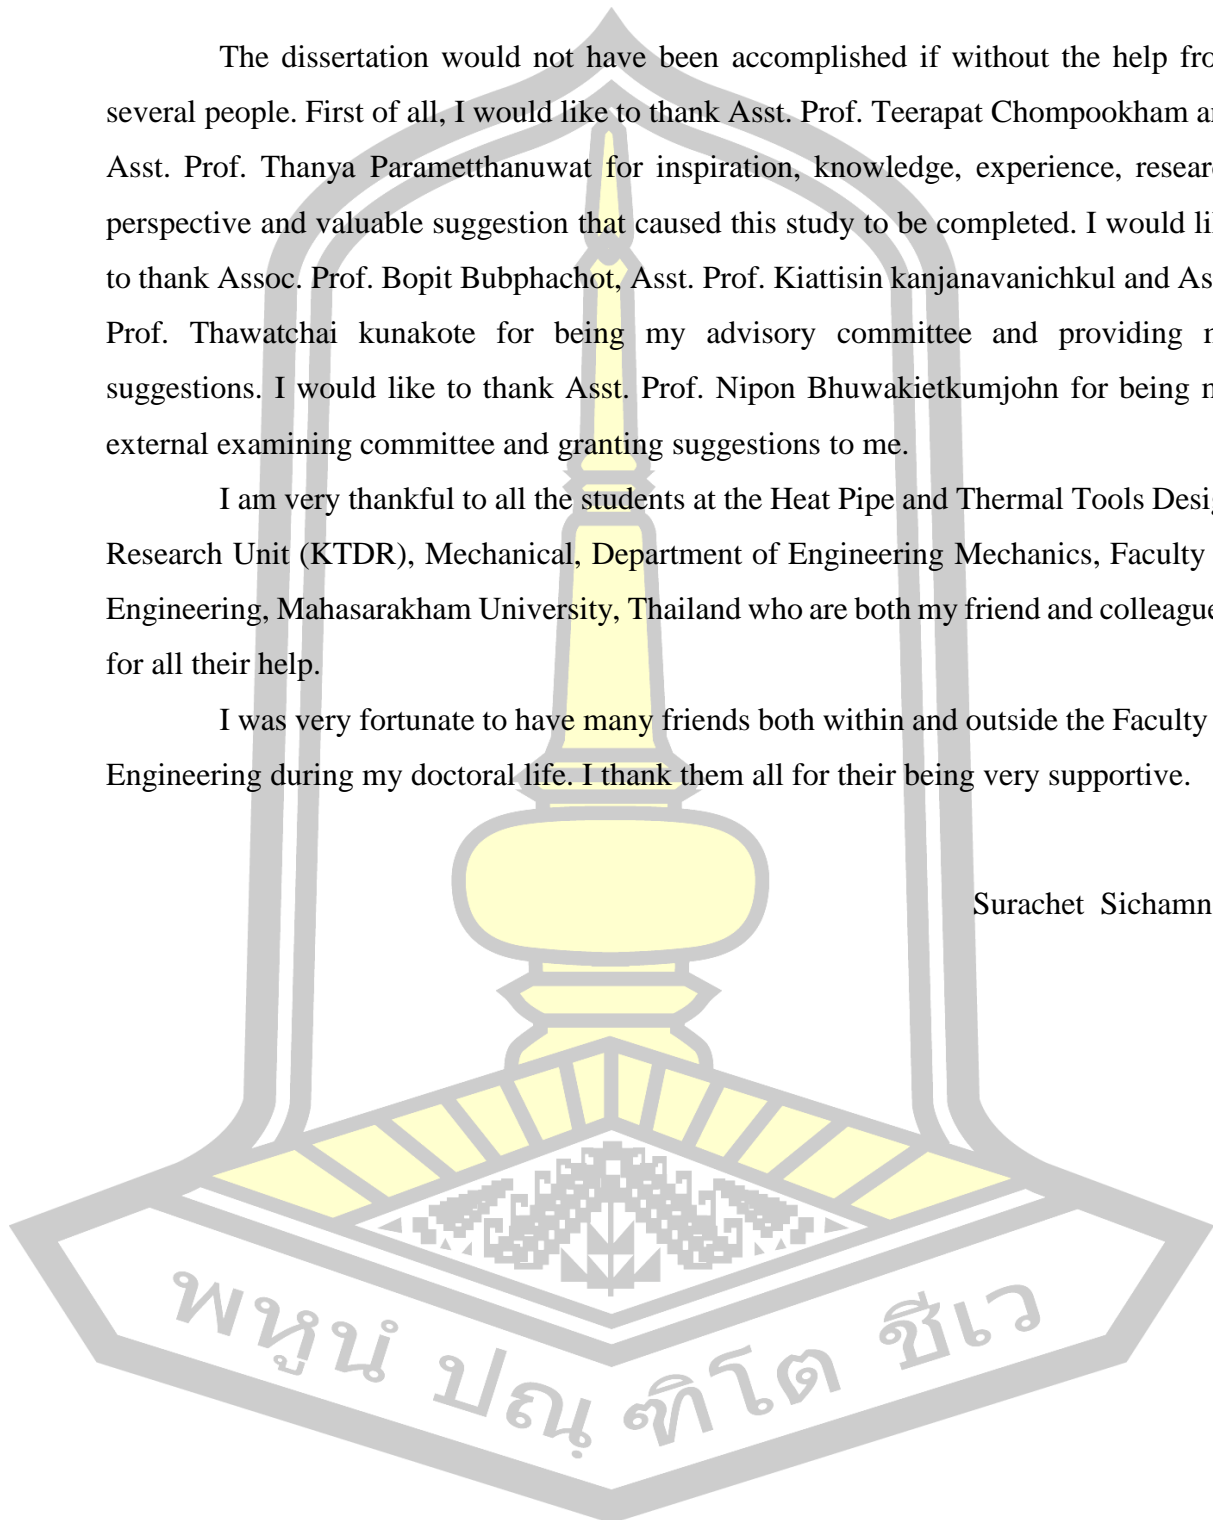 The dissertation would not have been accomplished if without the help fro
several people. First of all, I would like to thank Asst. Prof. Teerapat Chompookham an
Asst. Prof. Thanya Parametthanuwat for inspiration, knowledge, experience, researc
perspective and valuable suggestion that caused this study to be completed. I would lik
to thank Assoc. Prof. Bopit Bubphachot, Asst. Prof. Kiattisin kanjanavanichkul and Ass
Prof. Thawatchai kunakote for being my advisory committee and providing m
suggestions. I would like to thank Asst. Prof. Nipon Bhuwakietkumjohn for being m
external examining committee and granting suggestions to me.
I am very thankful to all the students at the Heat Pipe and Thermal Tools Desig
Research Unit (KTDR), Mechanical, Department of Engineering Mechanics, Faculty
Engineering, Mahasarakham University, Thailand who are both my friend and colleague
for all their help.
I was very fortunate to have many friends both within and outside the Faculty
Engineering during my doctoral life. I thank them all for their being very supportive.
Surachet Sichamn
พหูนํ ปณฺฑิโต ชีเว